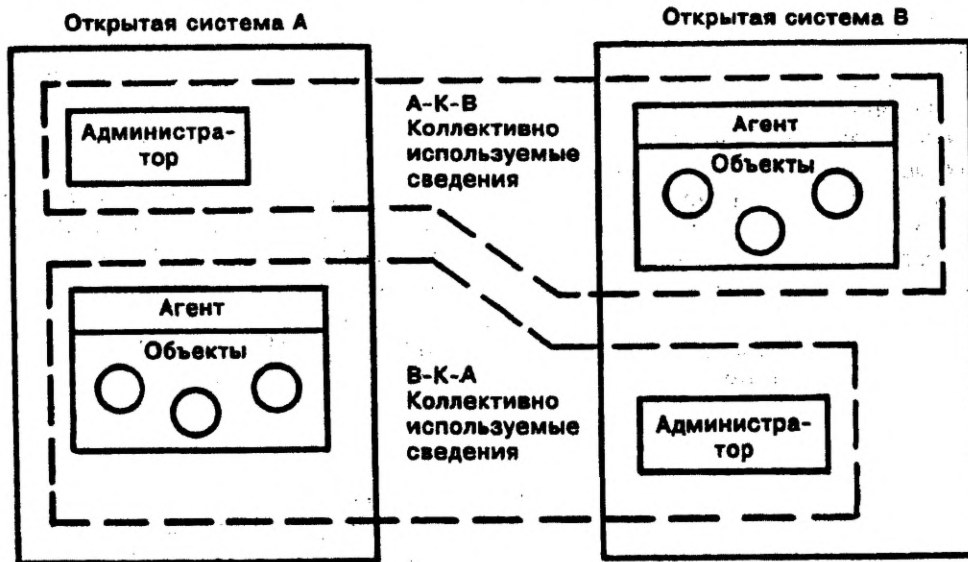 Открытая система А
Открытая система В
Администра-
тор
А-К-В
Коллективно
используемые
сведения
Агент
Объекты
Агент
Объекты
В-К-А
Коллективно
используемые
сведения
Администра-
тор